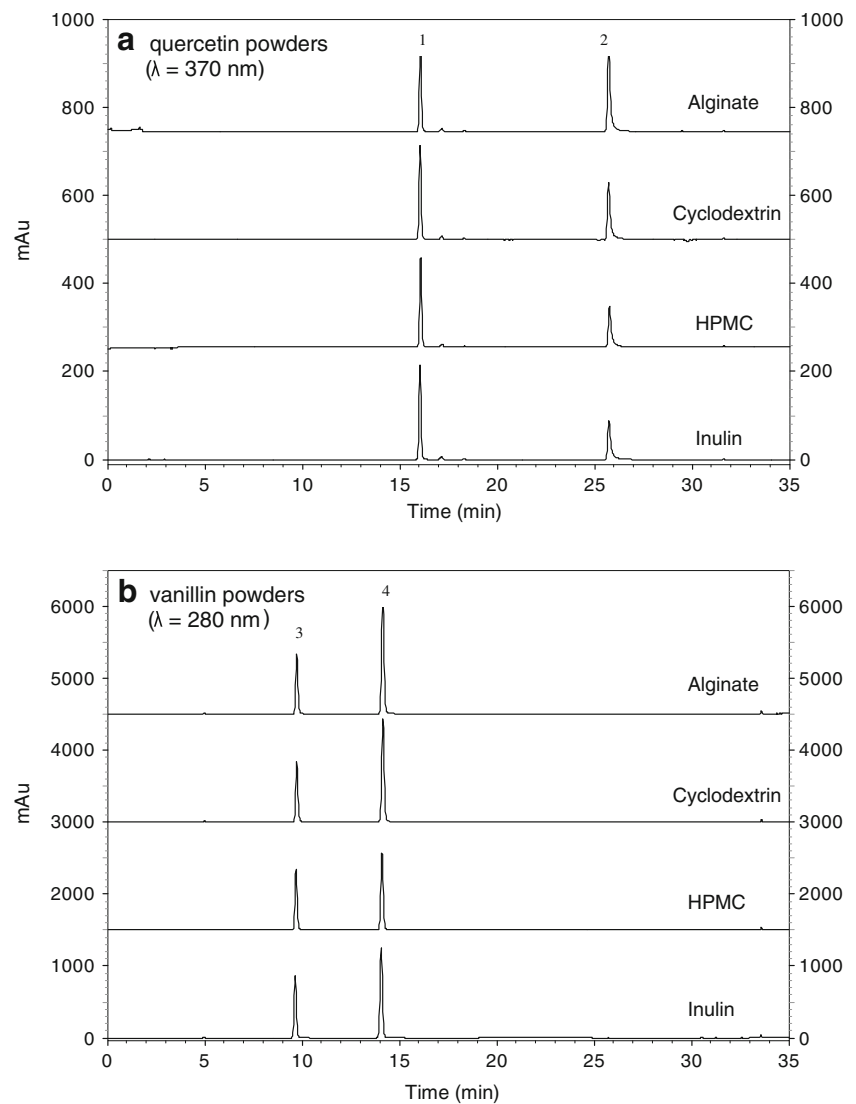 a quercetin powders
(λ = 370 nm)
1
2
1000
800
600
400
200
0
mAu
1000
800
600
400
200
0
Alginate
Cyclodextrin
HPMC
Inulin
0 5 10 15 20 25 30 35
Time (min)
b vanillin powders
(λ = 280 nm)
3
4
6000
5000
4000
3000
2000
1000
0
mAu
6000
5000
4000
3000
2000
1000
0
Alginate
Cyclodextrin
HPMC
Inulin
0 5 10 15 20 25 30 35
Time (min)